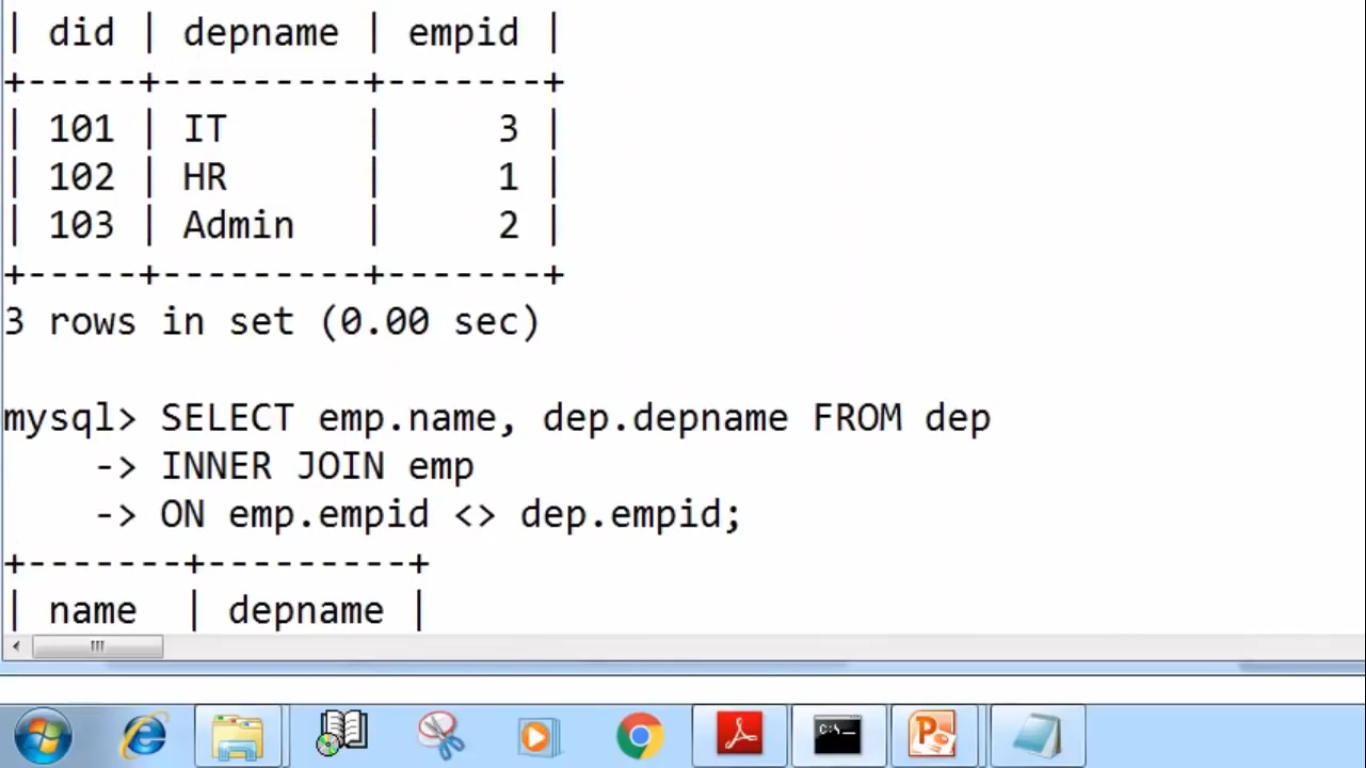 | did | depname | empid |
+-----+---------+-------+
| 101 | IT      |     3 |
| 102 | HR      |     1 |
| 103 | Admin   |     2 |
+-----+---------+-------+
3 rows in set (0.00 sec)
mysql> SELECT emp.name, dep.depname FROM dep
    -> INNER JOIN emp
    -> ON emp.empid <> dep.empid;
+-------+---------+
| name  | depname |
C:\_